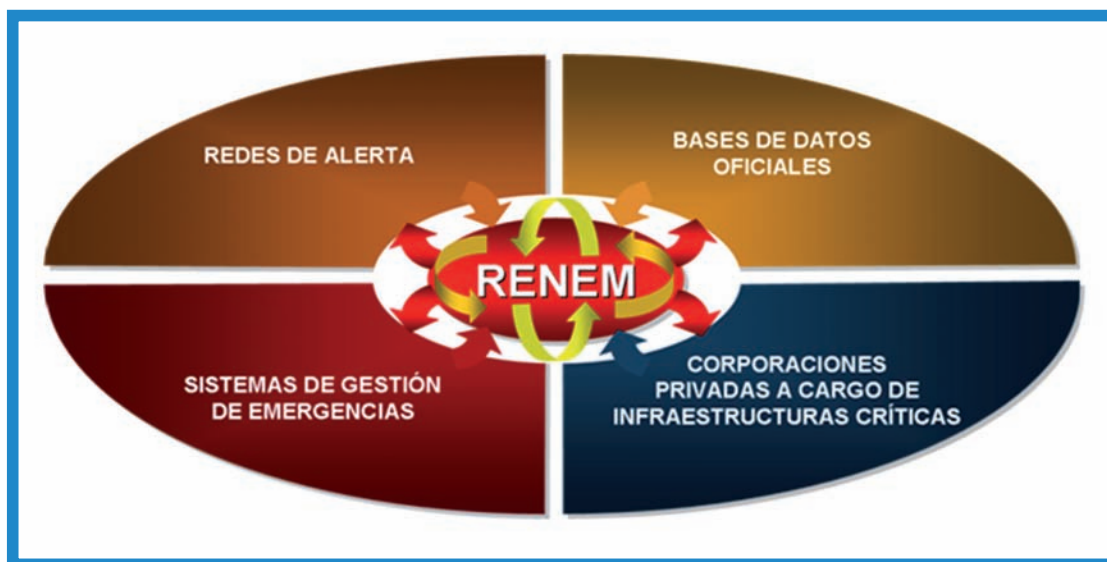 REDES DE ALERTA
BASES DE DATOS
OFICIALES
RENEM
SISTEMAS DE GESTIÓN
DE EMERGENCIAS
CORPORACIONES
PRIVADAS A CARGO DE
INFRAESTRUCTURAS CRÍTICAS